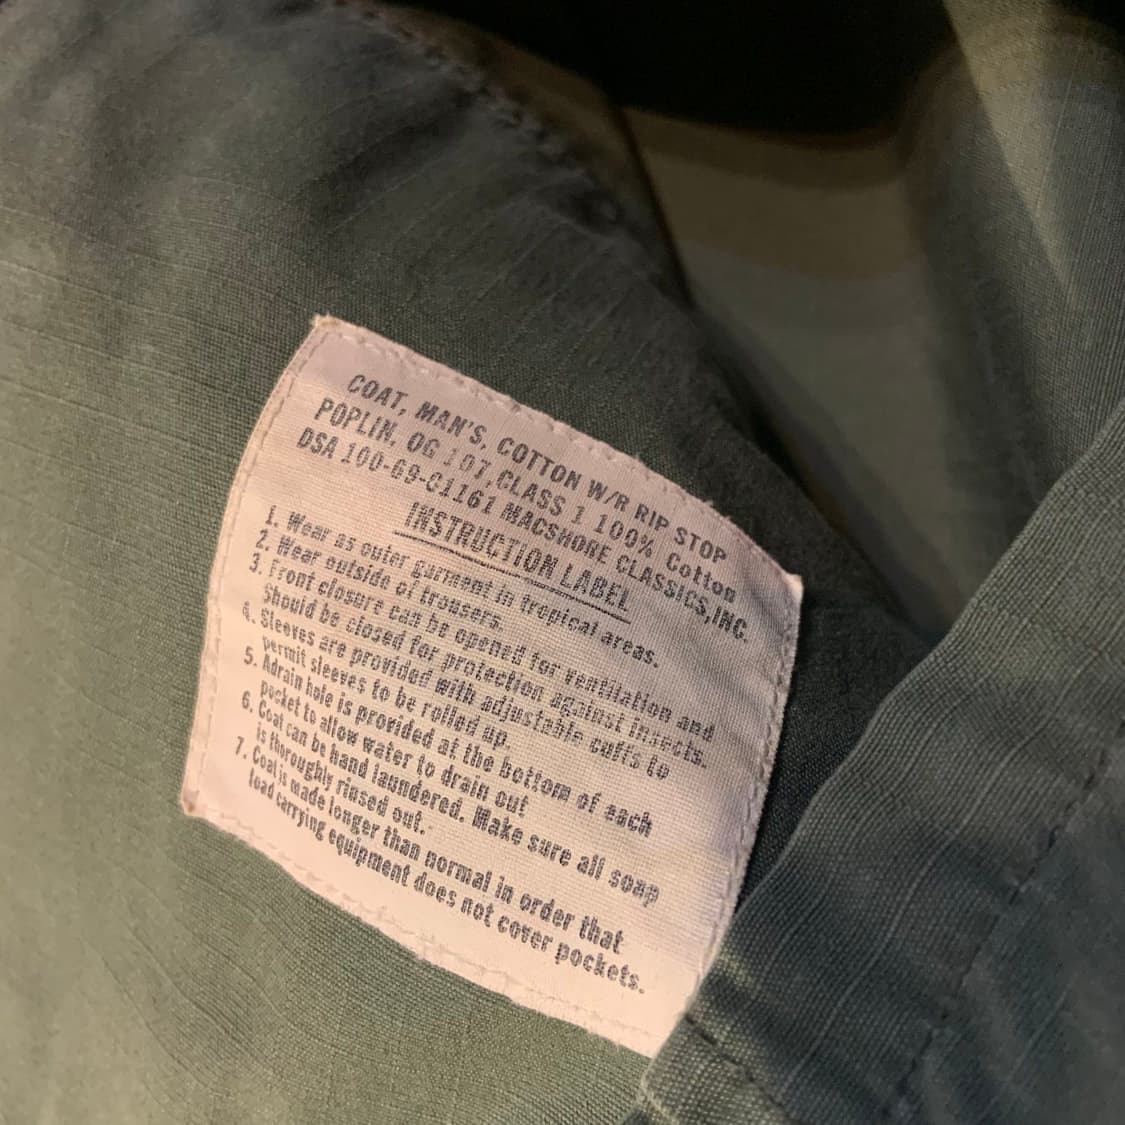 COAT, MAN'S, COTTON W/R RIP STOP
POPLIN, OG 107, CLASS 1 100% Cotton
DSA 100-69-C1161 MACSHORE CLASSICS, INC.
INSTRUCTION LABEL
1. Wear as outer garment in tropical areas.
2. Wear outside of trousers.
3. Front closure can be opened for ventilation and
Should be closed for protection against insects.
4. Sleeves are provided with adjustable cuffs to
permit sleeves to be rolled up.
5. Adrain hole is provided at the bottom of each
pocket to allow water to drain out
6. Coat can be hand laundered. Make sure all soap
is thoroughly rinsed out.
7. Coat is made longer than normal in order that
load carrying equipment does not cover pockets.